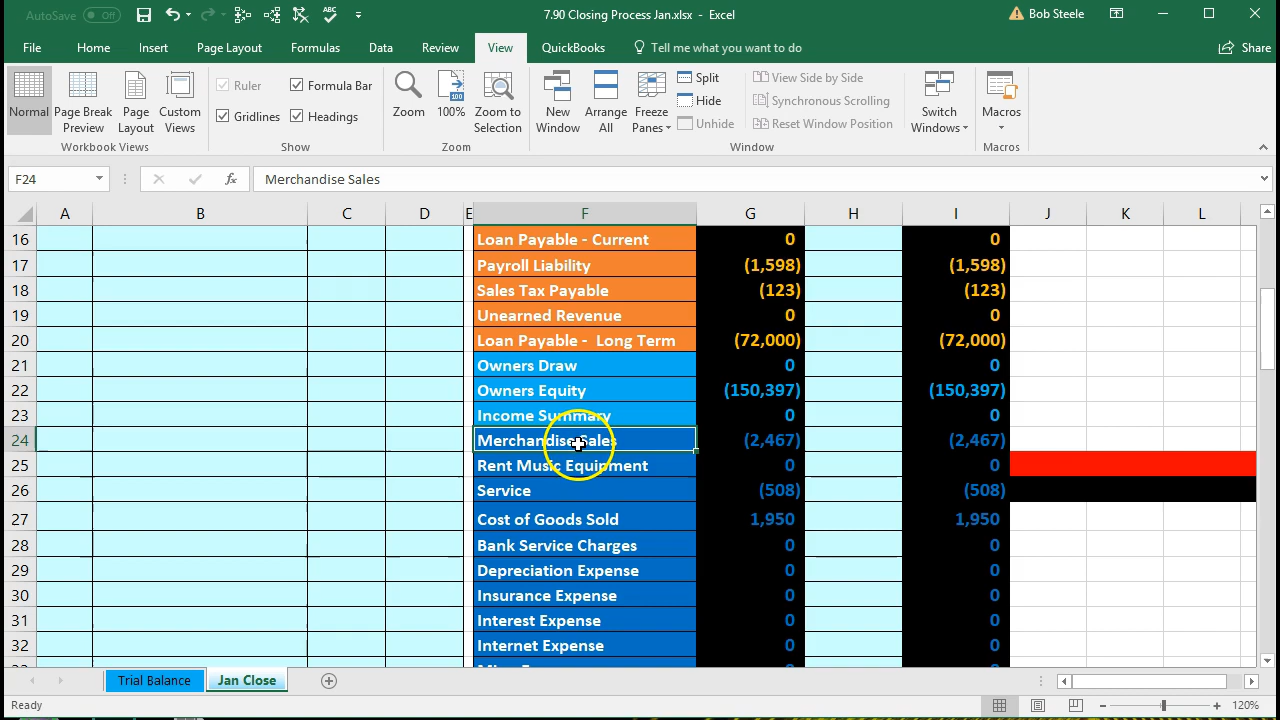 AutoSave Off 7.90 Closing Process Jan.xlsx - Excel Bob Steele
File Home Insert Page Layout Formulas Data Review View QuickBooks Tell me what you want to do Share
Normal Page Break Preview Page Layout Custom Views
Workbook Views
Ruler Formula Bar
Gridlines Headings
Show
Zoom 100% Zoom to Selection
100
Zoom
New Window Arrange All Freeze Panes
Split
Hide
Unhide
View Side by Side
Synchronous Scrolling
Reset Window Position
Switch Windows
Window
Macros
Macros
F24 fx Merchandise Sales
A B C D E F G H I J K L
16 Loan Payable - Current 0 0
17 Payroll Liability (1,598) (1,598)
18 Sales Tax Payable (123) (123)
19 Unearned Revenue 0 0
20 Loan Payable - Long Term (72,000) (72,000)
21 Owners Draw 0 0
22 Owners Equity (150,397) (150,397)
23 Income Summary 0 0
24 Merchandise Sales (2,467) (2,467)
25 Rent Music Equipment 0 0
26 Service (508) (508)
27 Cost of Goods Sold 1,950 1,950
28 Bank Service Charges 0 0
29 Depreciation Expense 0 0
30 Insurance Expense 0 0
31 Interest Expense 0 0
32 Internet Expense 0 0
Trial Balance Jan Close
Ready 120%